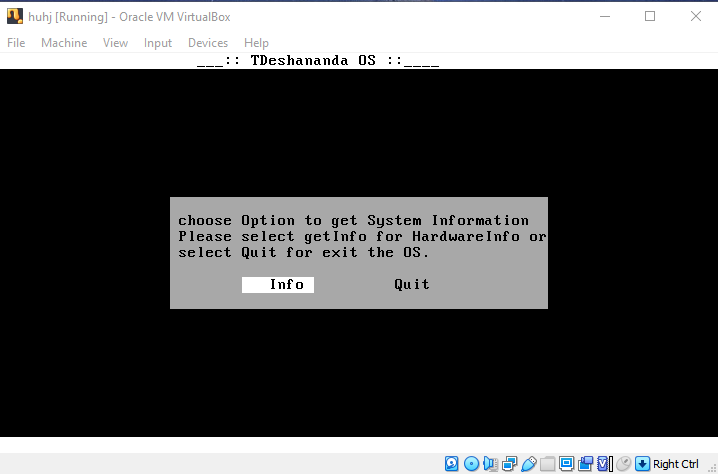 huhj [Running] - Oracle VM VirtualBox
File Machine View Input Devices Help
___:: TDeshananda OS ::____
choose Option to get System Information
Please select getInfo for HardwareInfo or
select Quit for exit the OS.
Info Quit
Right Ctrl